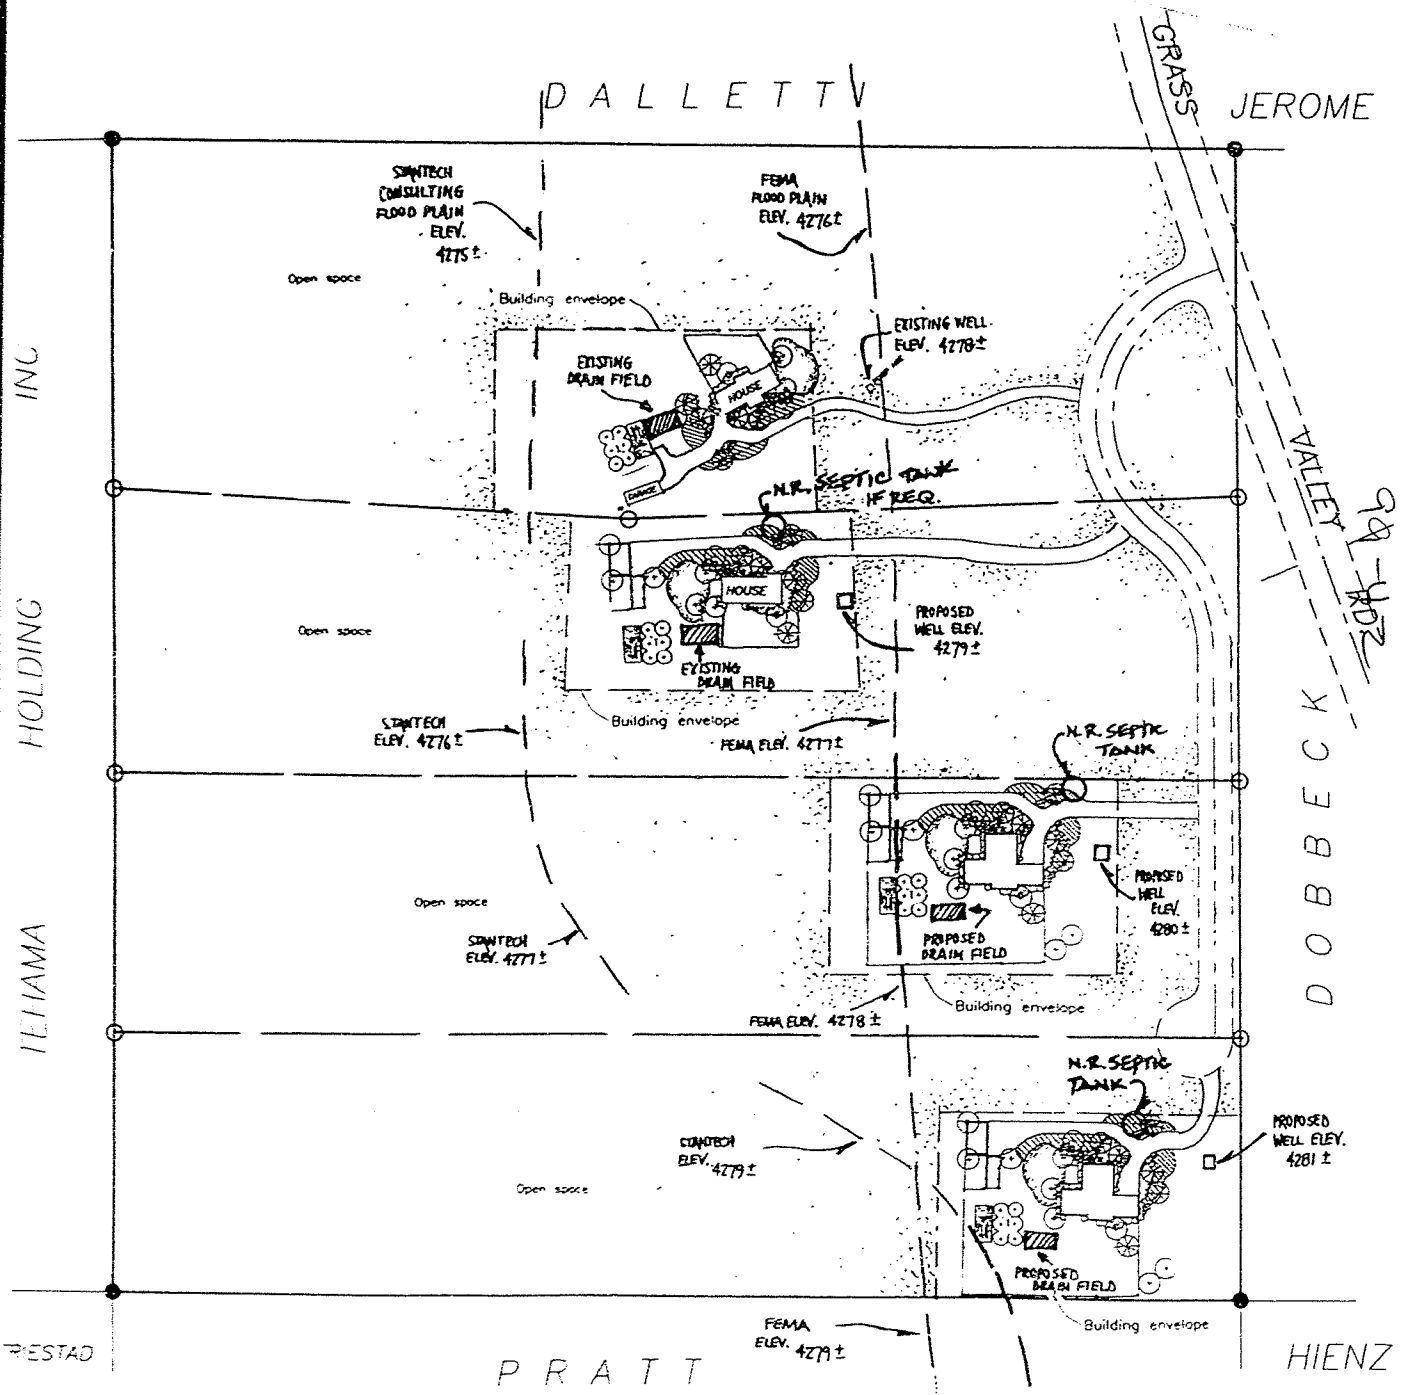 DALLETTI
JEROME
GRASS
VALLEY
STANTECH
CONSULTING
FLOOD PLAIN
ELEV.
4275±
FEMA
FLOOD PLAIN
ELEV. 4276±
Open space
Building envelope
EXISTING WELL
ELEV. 4278±
EXISTING
DRAIN FIELD
HOUSE
GARAGE
N.R. SEPTIC TANK
IF REQ.
INC
HOLDING
TEHAMA
Open space
HOUSE
PROPOSED
WELL ELEV.
4279±
EXISTING
DRAIN FIELD
Building envelope
STANTECH
ELEV. 4276±
FEMA ELEV. 4277±
N.R. SEPTIC
TANK
DOBBECK
Open space
PROPOSED
WELL
ELEV.
4280±
STANTECH
ELEV. 4277±
PROPOSED
DRAIN FIELD
Building envelope
FEMA ELEV. 4278±
N.R. SEPTIC
TANK
STANTECH
ELEV. 4279±
PROPOSED
WELL ELEV.
4281±
Open space
PROPOSED
DRAIN FIELD
Building envelope
FEMA
ELEV. 4279±
RIESTAD
PRATT
HIENZ